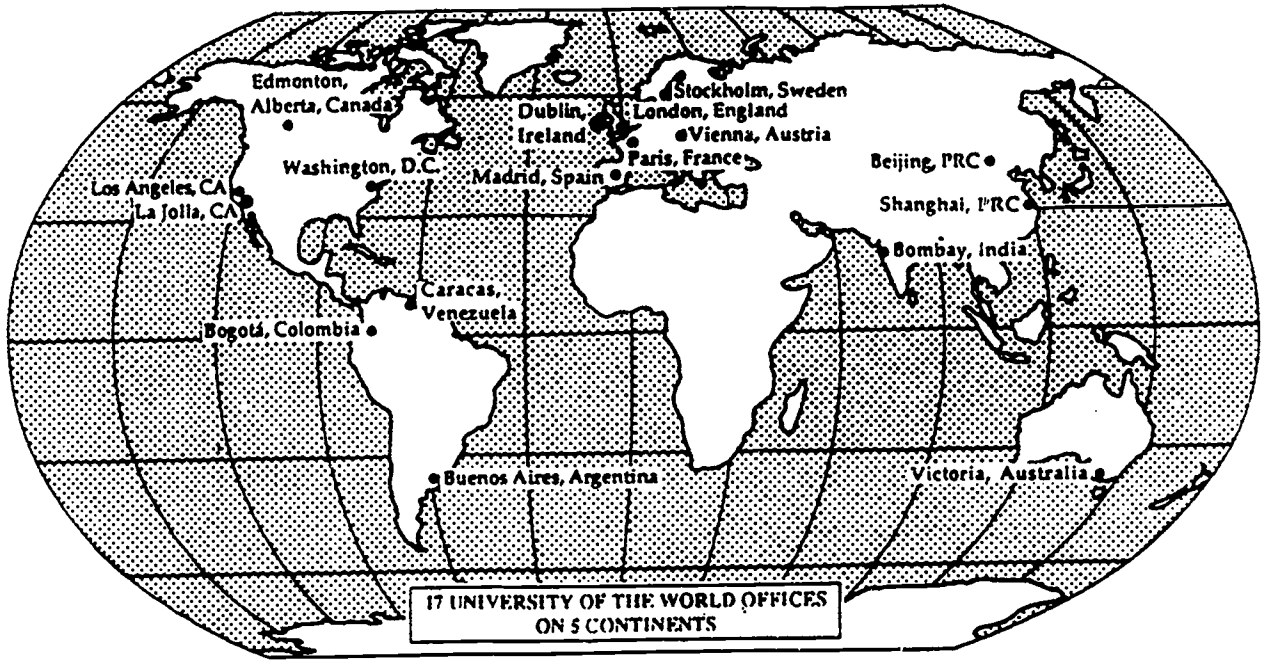 Edmonton,
Alberta, Canada
Stockholm, Sweden
Dublin,
Ireland
London, England
Vienna, Austria
Paris, France
Madrid, Spain
Washington, D.C.
Los Angeles, CA
La Jolla, CA
Beijing, PRC
Shanghai, PRC
Bombay, India
Caracas,
Venezuela
Bogotá, Colombia
Buenos Aires, Argentina
Victoria, Australia
17 UNIVERSITY OF THE WORLD OFFICES
ON 5 CONTINENTS